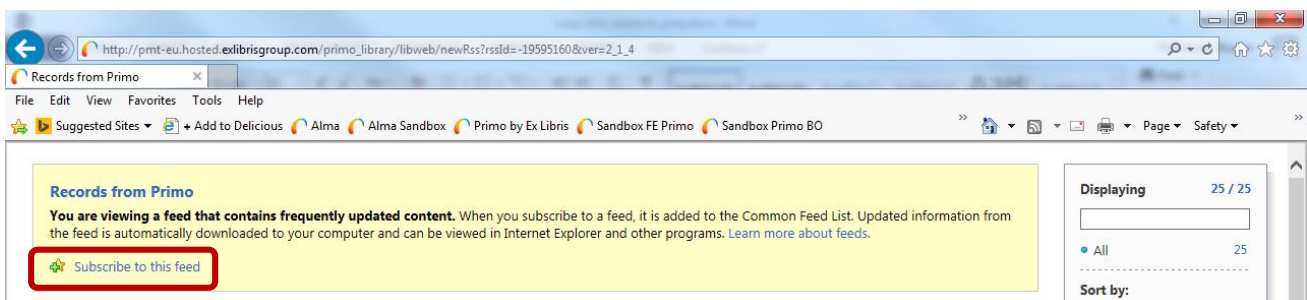 http://pmt-eu.hosted.exlibrisgroup.com/primo_library/libweb/newRss?rssId=-19595160&ver=2_1_4
Records from Primo
File Edit View Favorites Tools Help
Suggested Sites + Add to Delicious Alma Alma Sandbox Primo by Ex Libris Sandbox FE Primo Sandbox Primo BO » Page Safety »
Records from Primo
You are viewing a feed that contains frequently updated content. When you subscribe to a feed, it is added to the Common Feed List. Updated information from
the feed is automatically downloaded to your computer and can be viewed in Internet Explorer and other programs. Learn more about feeds.
Subscribe to this feed
Displaying 25 / 25
All 25
Sort by: